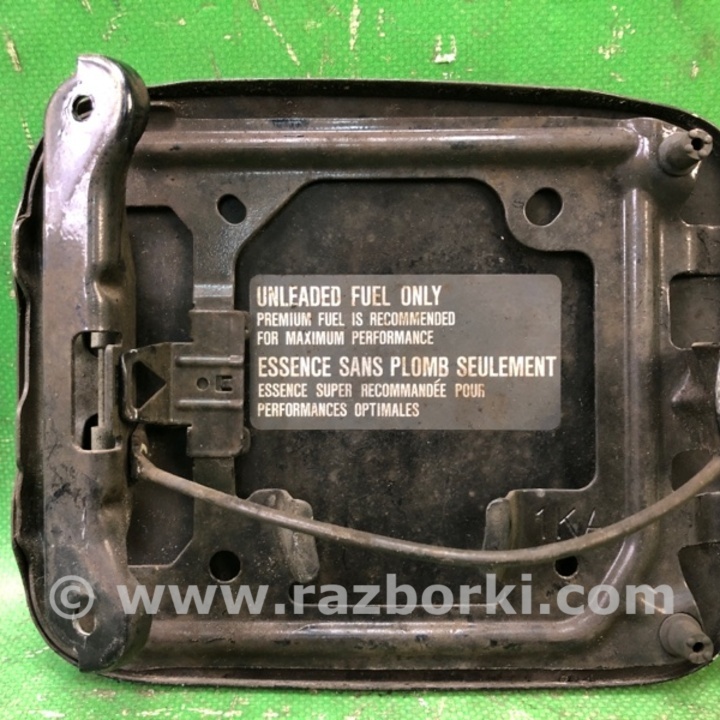 UNLEADED FUEL ONLY
PREMIUM FUEL IS RECOMMENDED
FOR MAXIMUM PERFORMANCE
ESSENCE SANS PLOMB SEULEMENT
ESSENCE SUPER RECOMMANDÉE POUR
PERFORMANCES OPTIMALES
© www.razborki.com